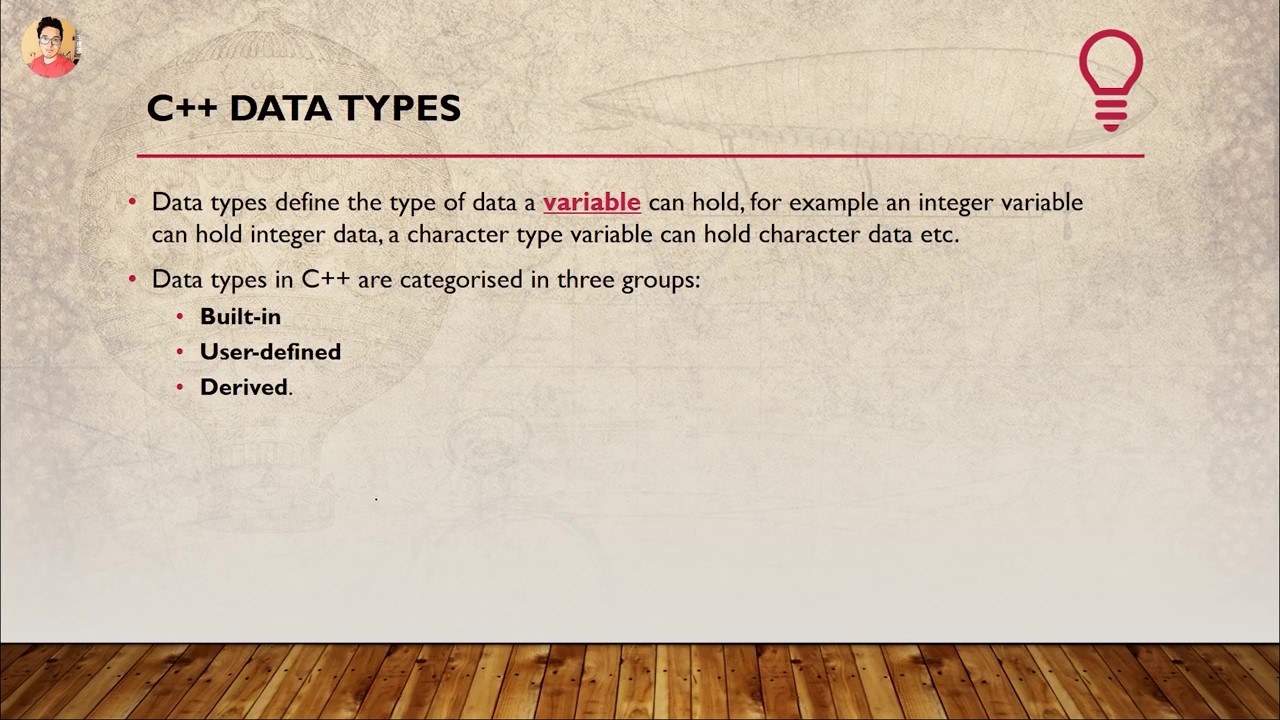 C++ DATA TYPES
• Data types define the type of data a variable can hold, for example an integer variable
can hold integer data, a character type variable can hold character data etc.
• Data types in C++ are categorised in three groups:
• Built-in
• User-defined
• Derived.